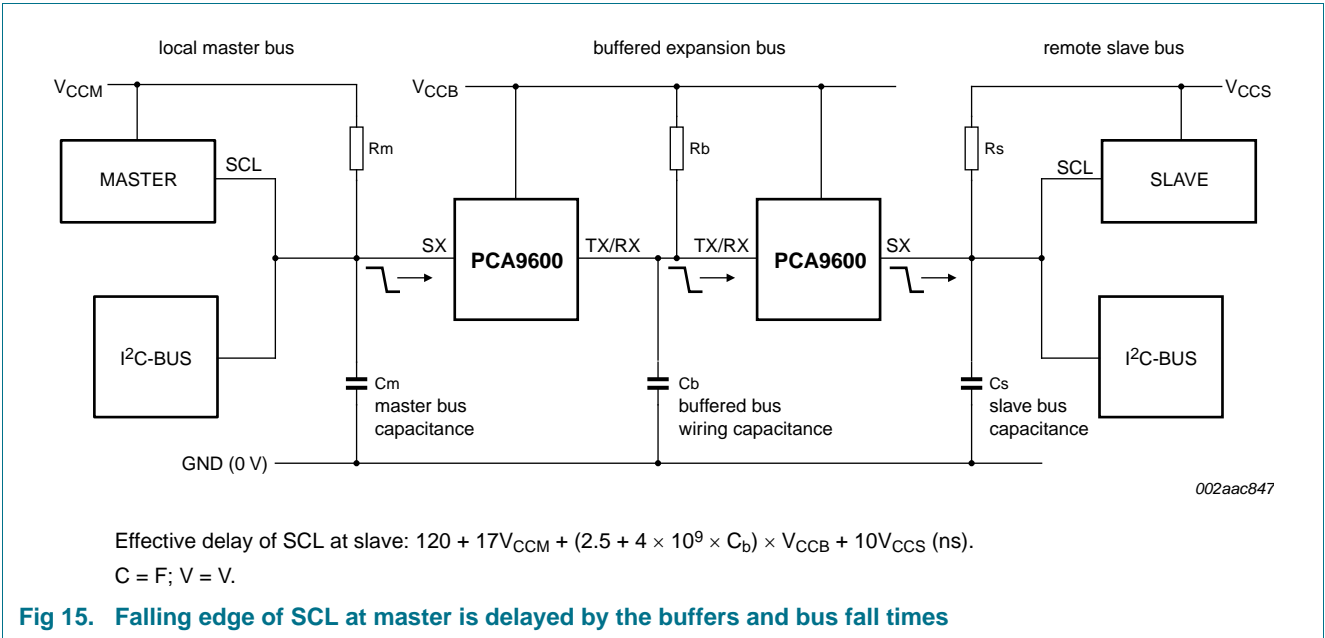 local master bus
buffered expansion bus
remote slave bus
VCCM
VCCB
VCCS
Rm
Rb
Rs
MASTER
SCL
SCL
SLAVE
SX
PCA9600
TX/RX
TX/RX
PCA9600
SX
I²C-BUS
I²C-BUS
Cm
master bus
capacitance
Cb
buffered bus
wiring capacitance
Cs
slave bus
capacitance
GND (0 V)
002aac847
Effective delay of SCL at slave: 120 + 17VCCM + (2.5 + 4 × 10⁹ × Cb) × VCCB + 10VCCS (ns).
C = F; V = V.
Fig 15. Falling edge of SCL at master is delayed by the buffers and bus fall times